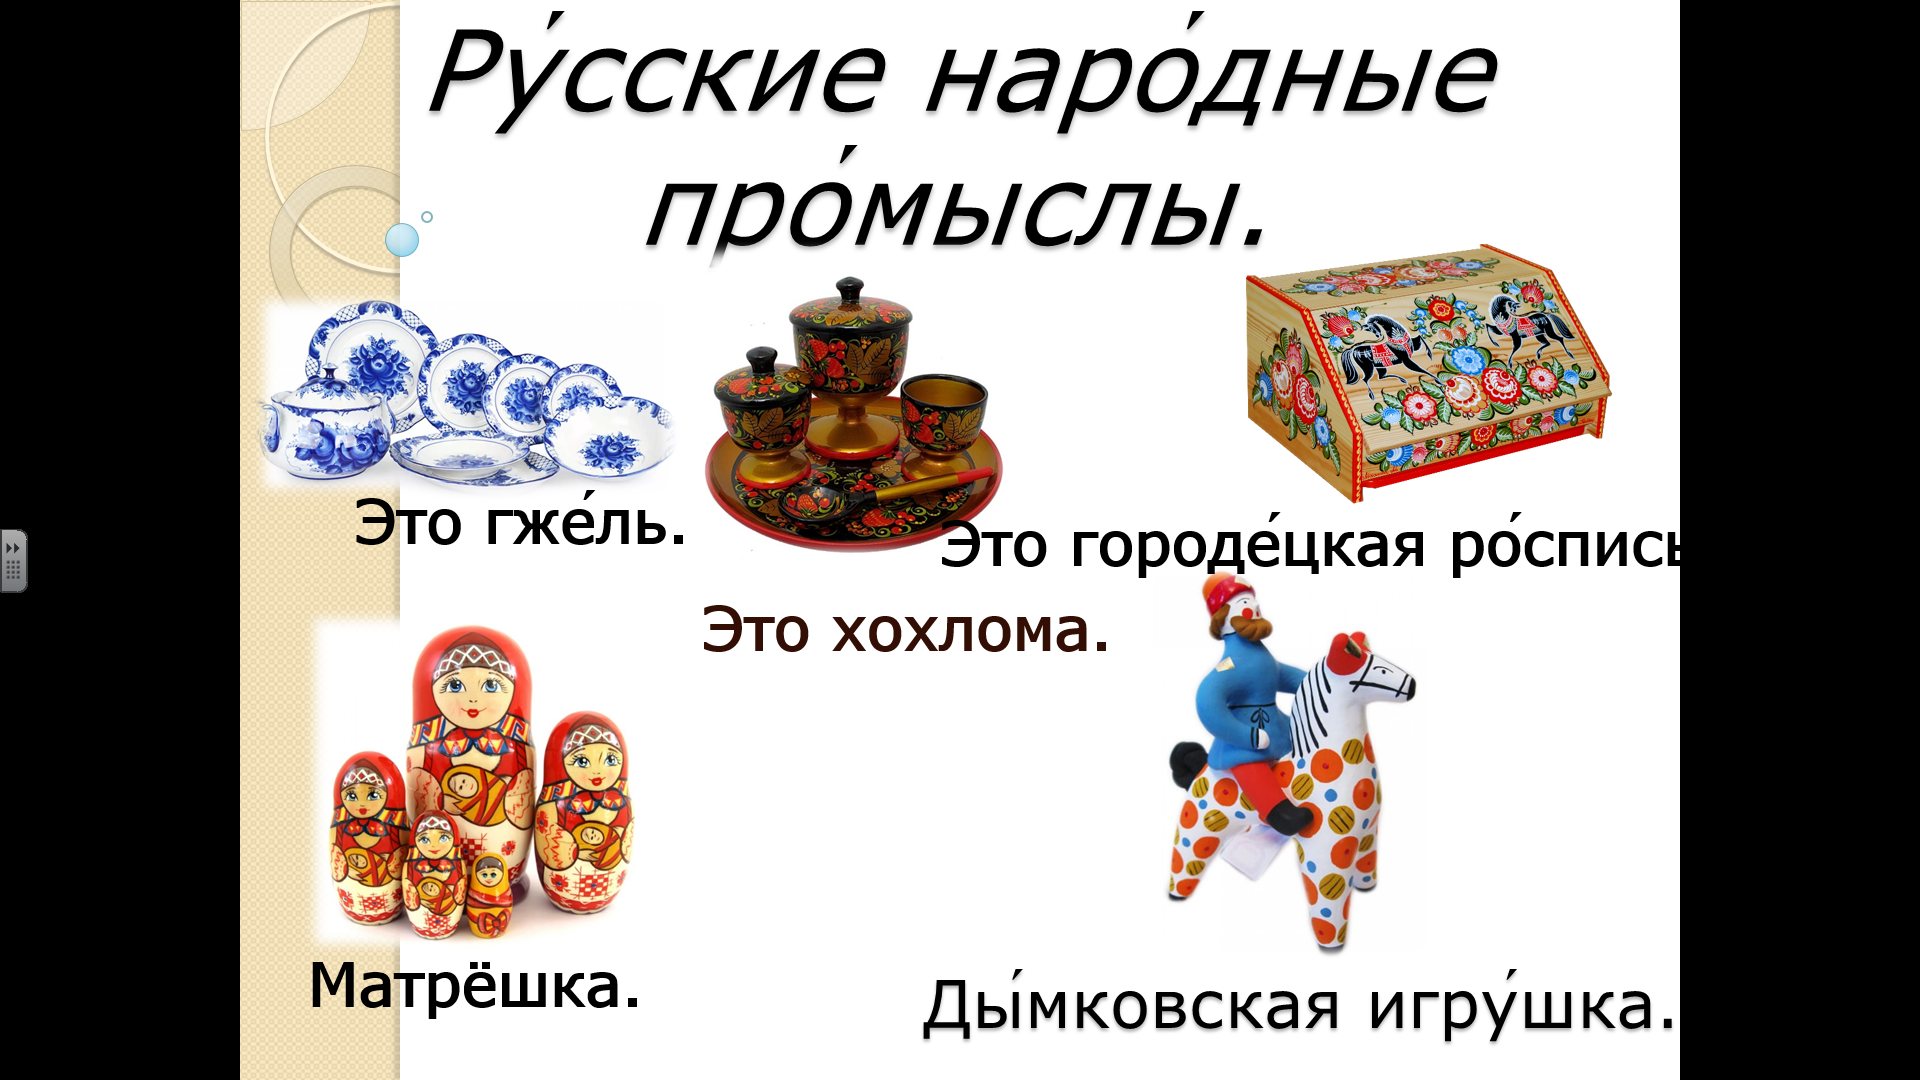 Ру́сские наро́дные
про́мыслы.
Это гже́ль.
Это городе́цкая ро́спись
Это хохлома.
Матрёшка.
Ды́мковская игру́шка.